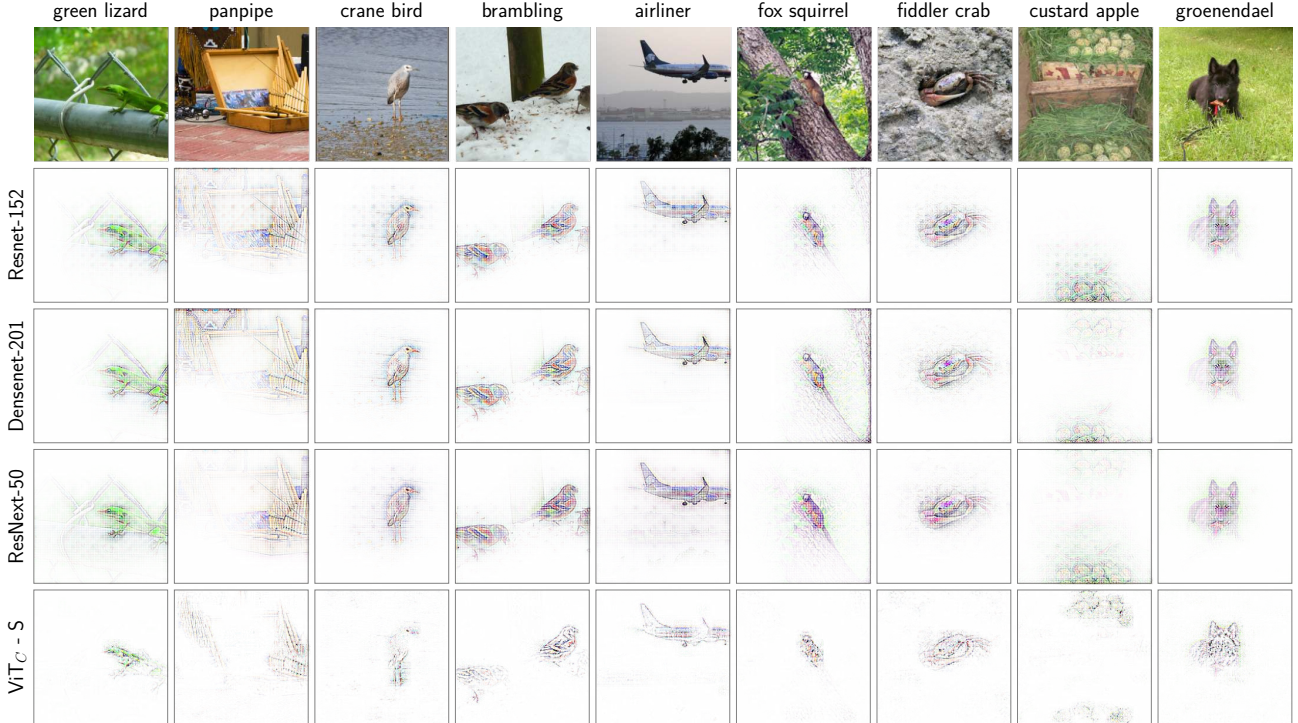 green lizard panpipe crane bird brambling airliner fox squirrel fiddler crab custard apple groenendael
Resnet-152
Densenet-201
ResNext-50
ViT_C - S